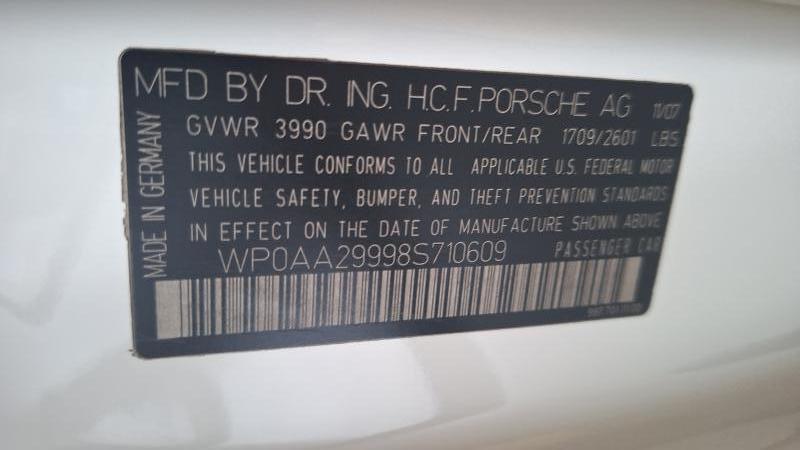 MFD BY DR. ING. H.C.F.PORSCHE AG 11/07
GVWR 3990 GAWR FRONT/REAR 1709/2601 LBS
THIS VEHICLE CONFORMS TO ALL APPLICABLE U.S. FEDERAL MOTOR
VEHICLE SAFETY, BUMPER, AND THEFT PREVENTION STANDARDS
IN EFFECT ON THE DATE OF MANUFACTURE SHOWN ABOVE
WP0AA29998S710609 PASSENGER CAR
MADE IN GERMANY